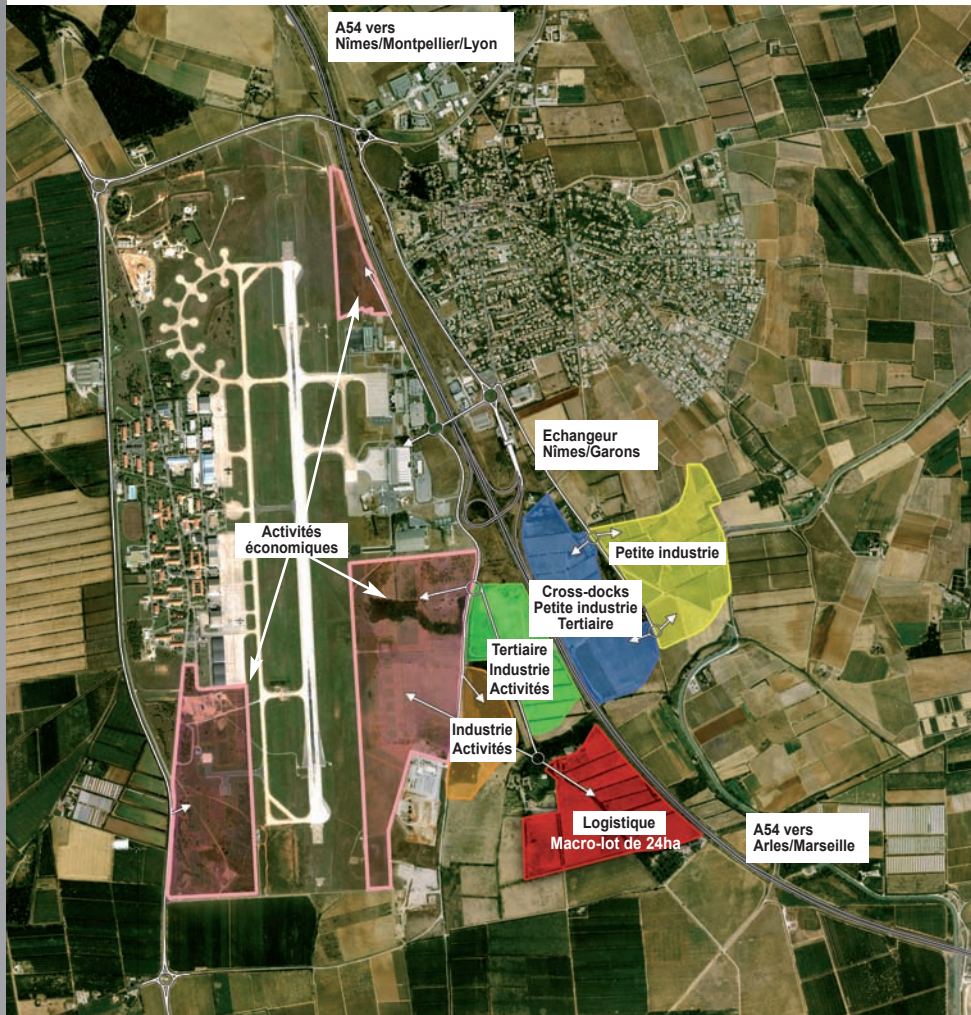 A54 vers
Nîmes/Montpellier/Lyon
Echangeur
Nîmes/Garons
Activités
économiques
Petite industrie
Cross-docks
Petite industrie
Tertiaire
Tertiaire
Industrie
Activités
Industrie
Activités
Logistique
Macro-lot de 24ha
A54 vers
Arles/Marseille